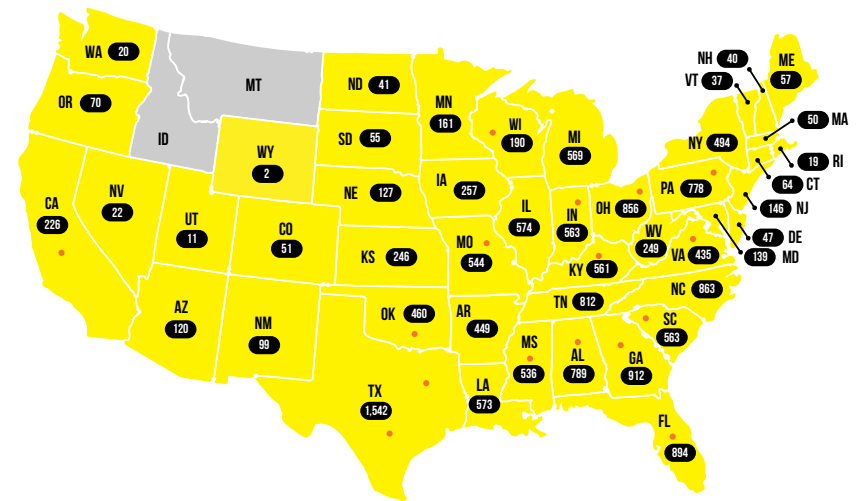 WA 20
OR 70
MT
ID
ND 41
SD 55
WY
2
NE 127
MN
161
WI
190
MI
569
IA
257
NH 40
VT 37
ME
57
50 MA
19 RI
64 CT
146 NJ
47 DE
139 MD
NY 494
PA 778
CA
226
NV
22
UT
11
CO
51
KS 246
MO
544
IL
574
IN
563
OH 856
WV
249
VA 435
KY 561
NC 863
TN 812
AZ
120
NM
99
OK 460
AR
449
SC
563
MS
536
AL
789
GA
912
TX
1,542
LA
573
FL
894